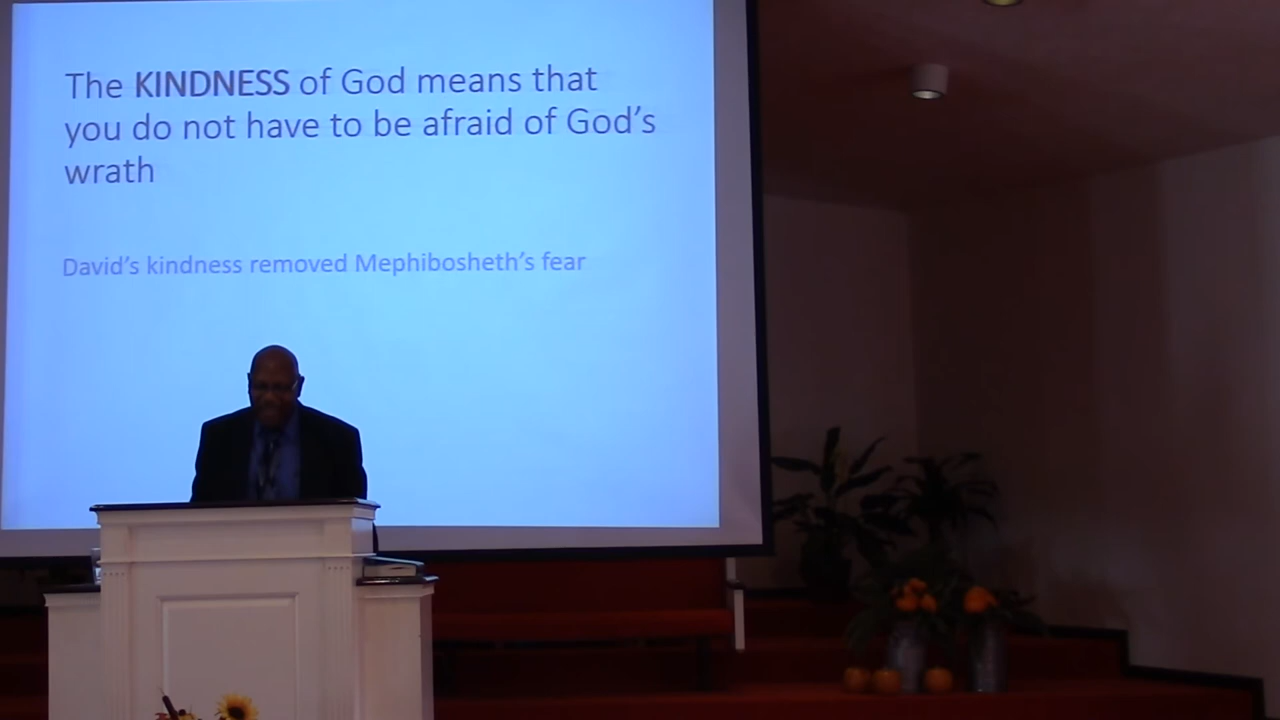 The KINDNESS of God means that
you do not have to be afraid of God’s
wrath
David’s kindness removed Mephibosheth’s fear